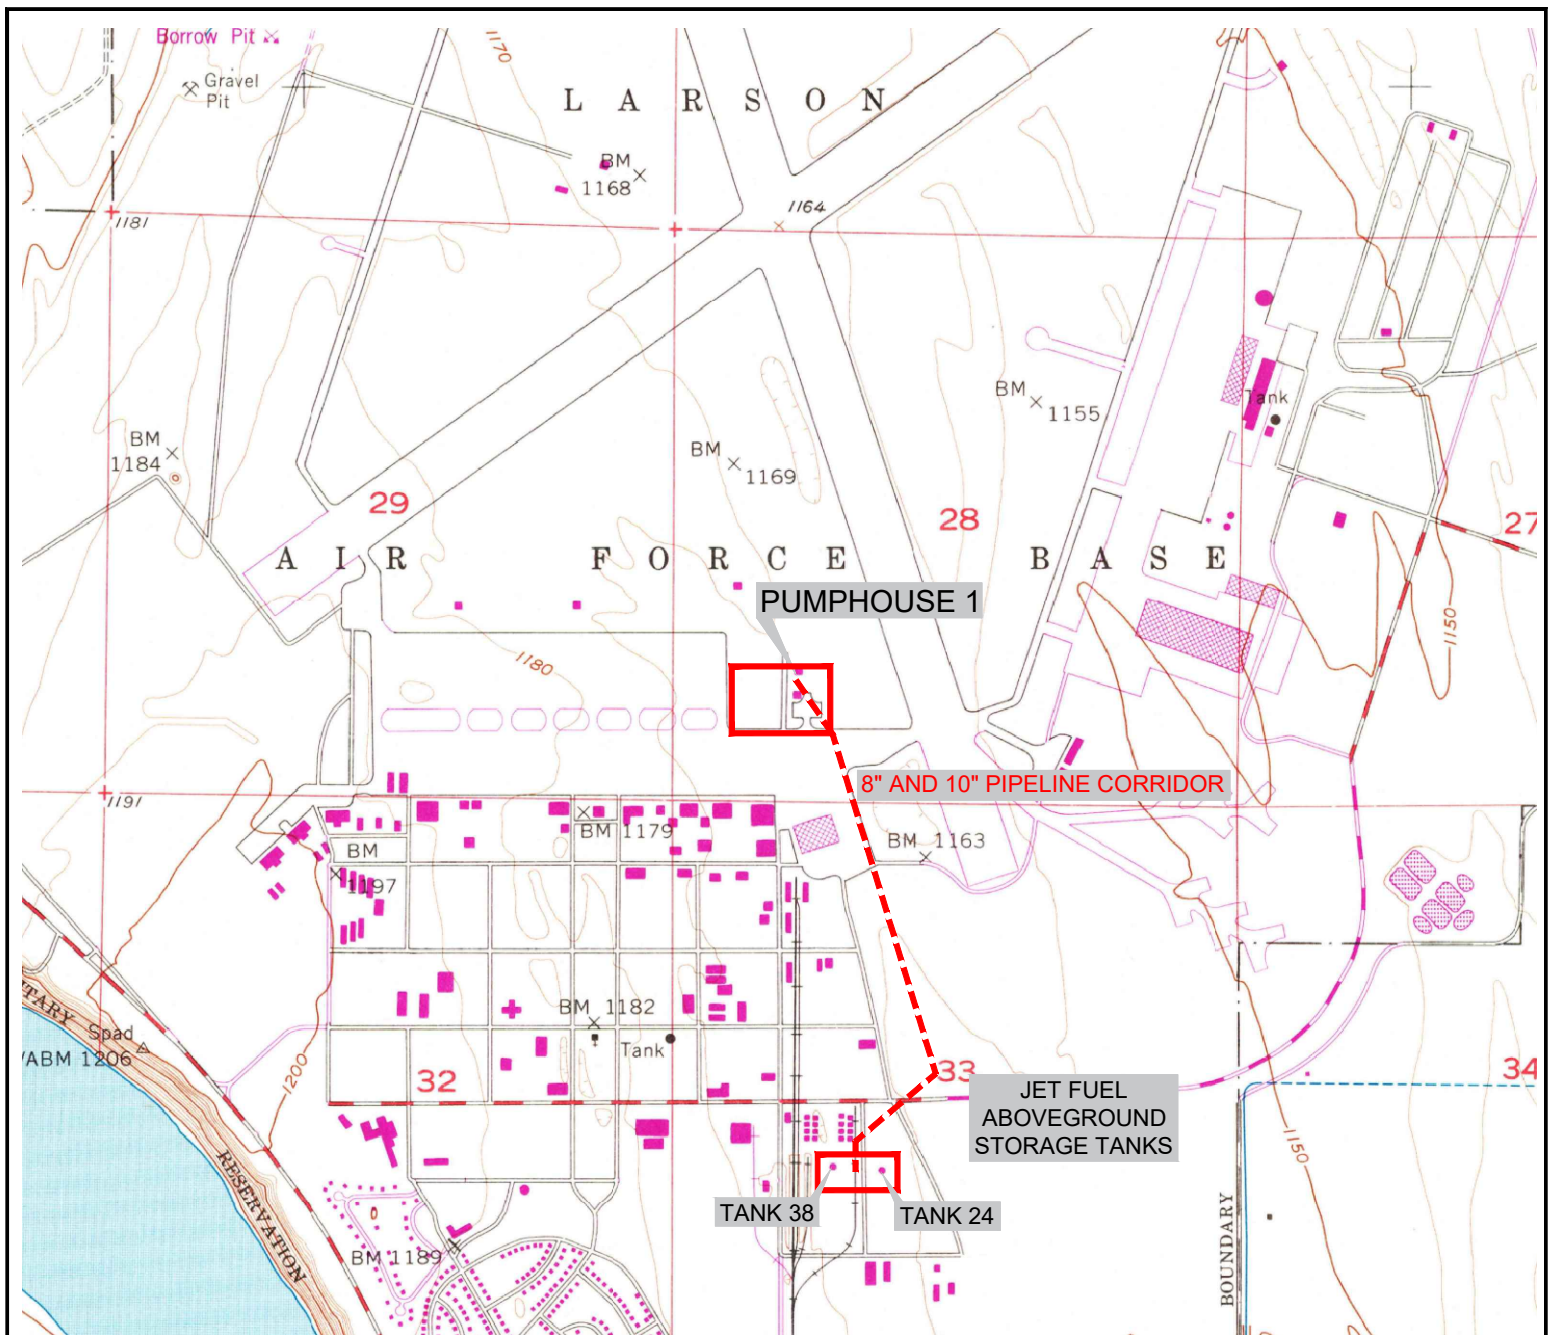 Borrow Pit
Gravel
Pit
1170
L A R S O N
BM
1168
1164
1181
BM
1155
Tank
BM
1184
BM
1169
29
28
27
A I R F O R C E B A S E
PUMPHOUSE 1
1150
1180
8" AND 10" PIPELINE CORRIDOR
1191
BM 1179
BM 1163
BM
1197
BM 1182
Tank
Spad
VABM 1206
1200
32
33
34
JET FUEL
ABOVEGROUND
STORAGE TANKS
1150
RESERVATION
TANK 38
TANK 24
BM 1189
BOUNDARY